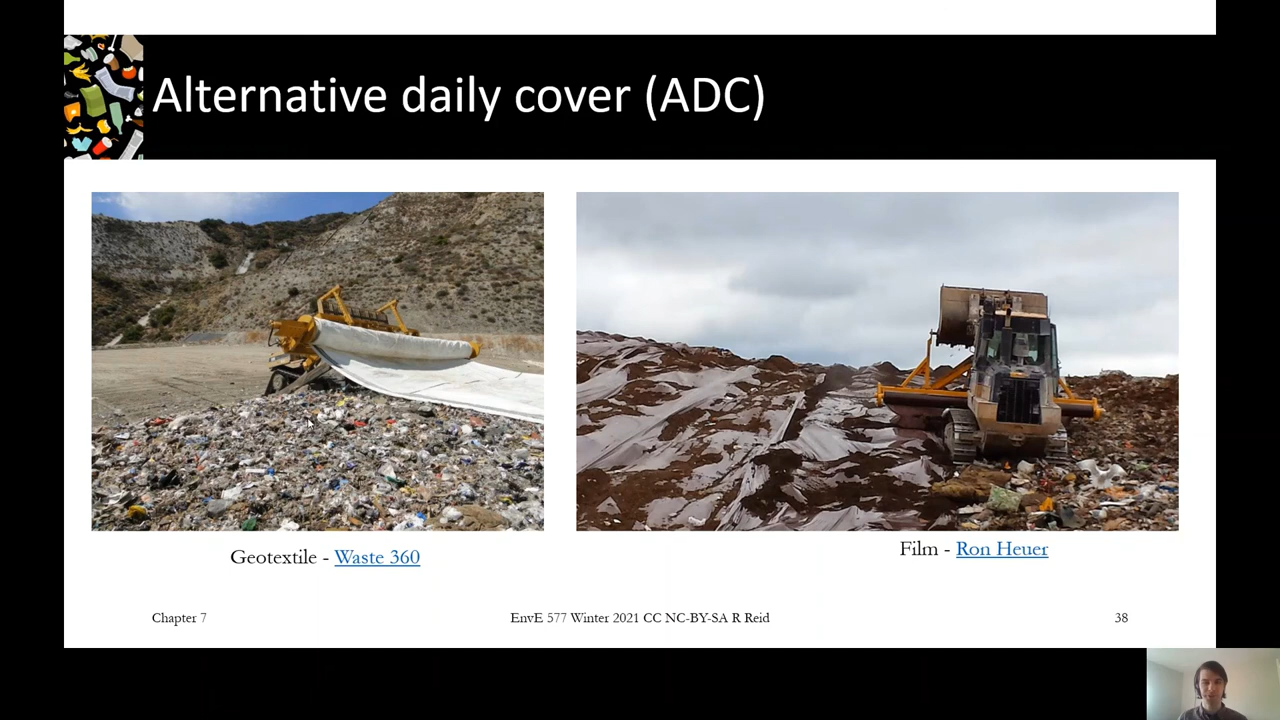 Alternative daily cover (ADC)
Geotextile - Waste 360
Film - Ron Heuer
Chapter 7
EnvE 577 Winter 2021 CC NC-BY-SA R Reid
38